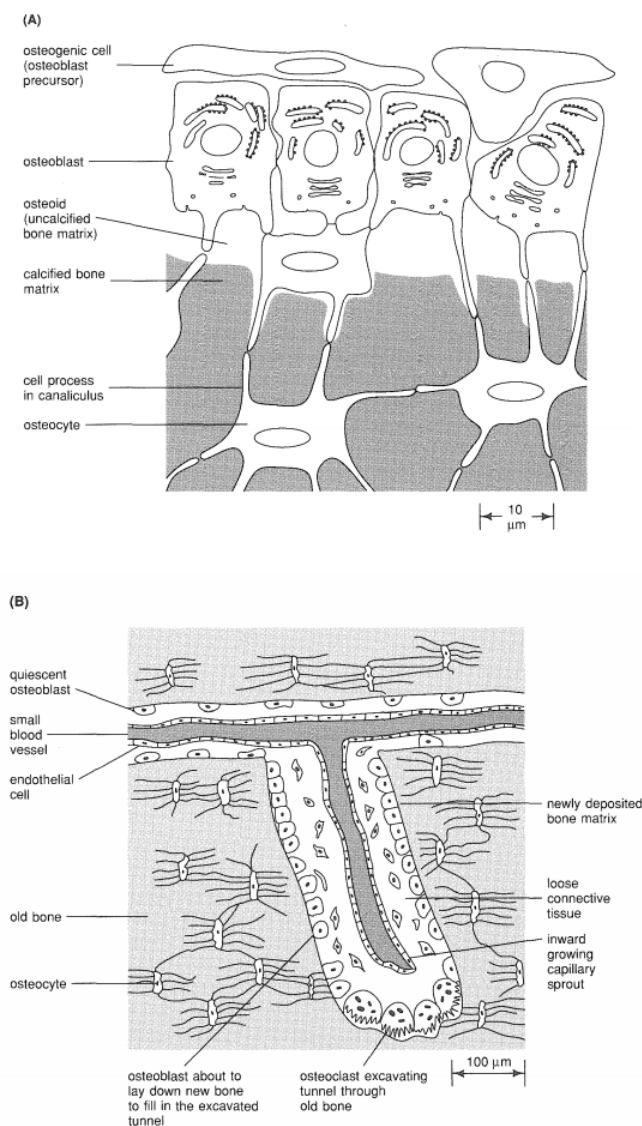 (A)
osteogenic cell
(osteoblast
precursor)
osteoblast
osteoid
(uncalcified
bone matrix)
calcified bone
matrix
cell process
in canaliculus
osteocyte
10
μm
(B)
quiescent
osteoblast
small
blood
vessel
endothelial
cell
newly deposited
bone matrix
old bone
loose
connective
tissue
inward
growing
capillary
sprout
osteocyte
100 μm
osteoblast about to
lay down new bone
to fill in the excavated
tunnel
osteoclast excavating
tunnel through
old bone